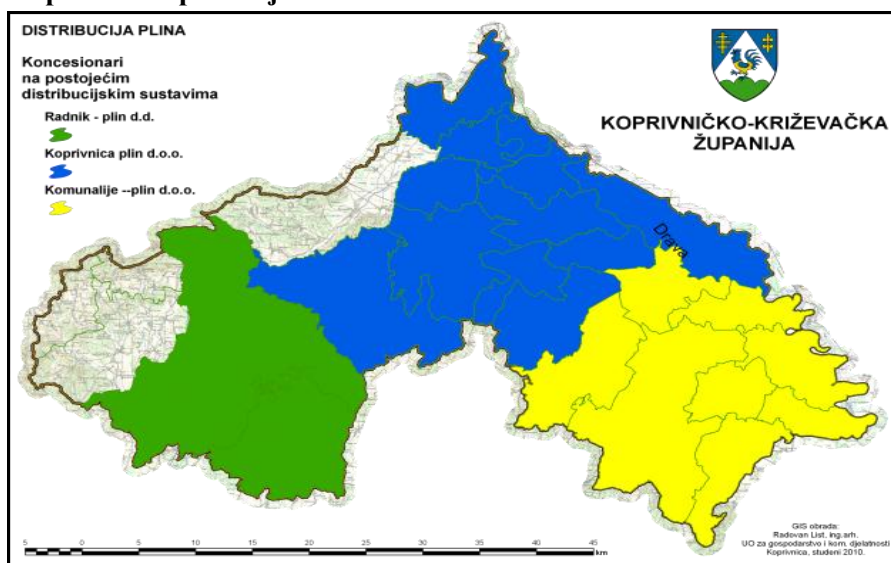 DISTRIBUCIJA PLINA
Koncesionari
na postojećim
distribucijskim sustavima
Radnik - plin d.d.
Koprivnica plin d.o.o.
Komunalije --plin d.o.o.
KOPRIVNIČKO-KRIŽEVAČKA
ŽUPANIJA
Drava
5 0 5 10 15 20 25 30 35 40 45
km
GIS obrada:
Radovan List, ing.arh.
UO za gospodarstvo i kom. djelatnosti
Koprivnica, studeni 2010.